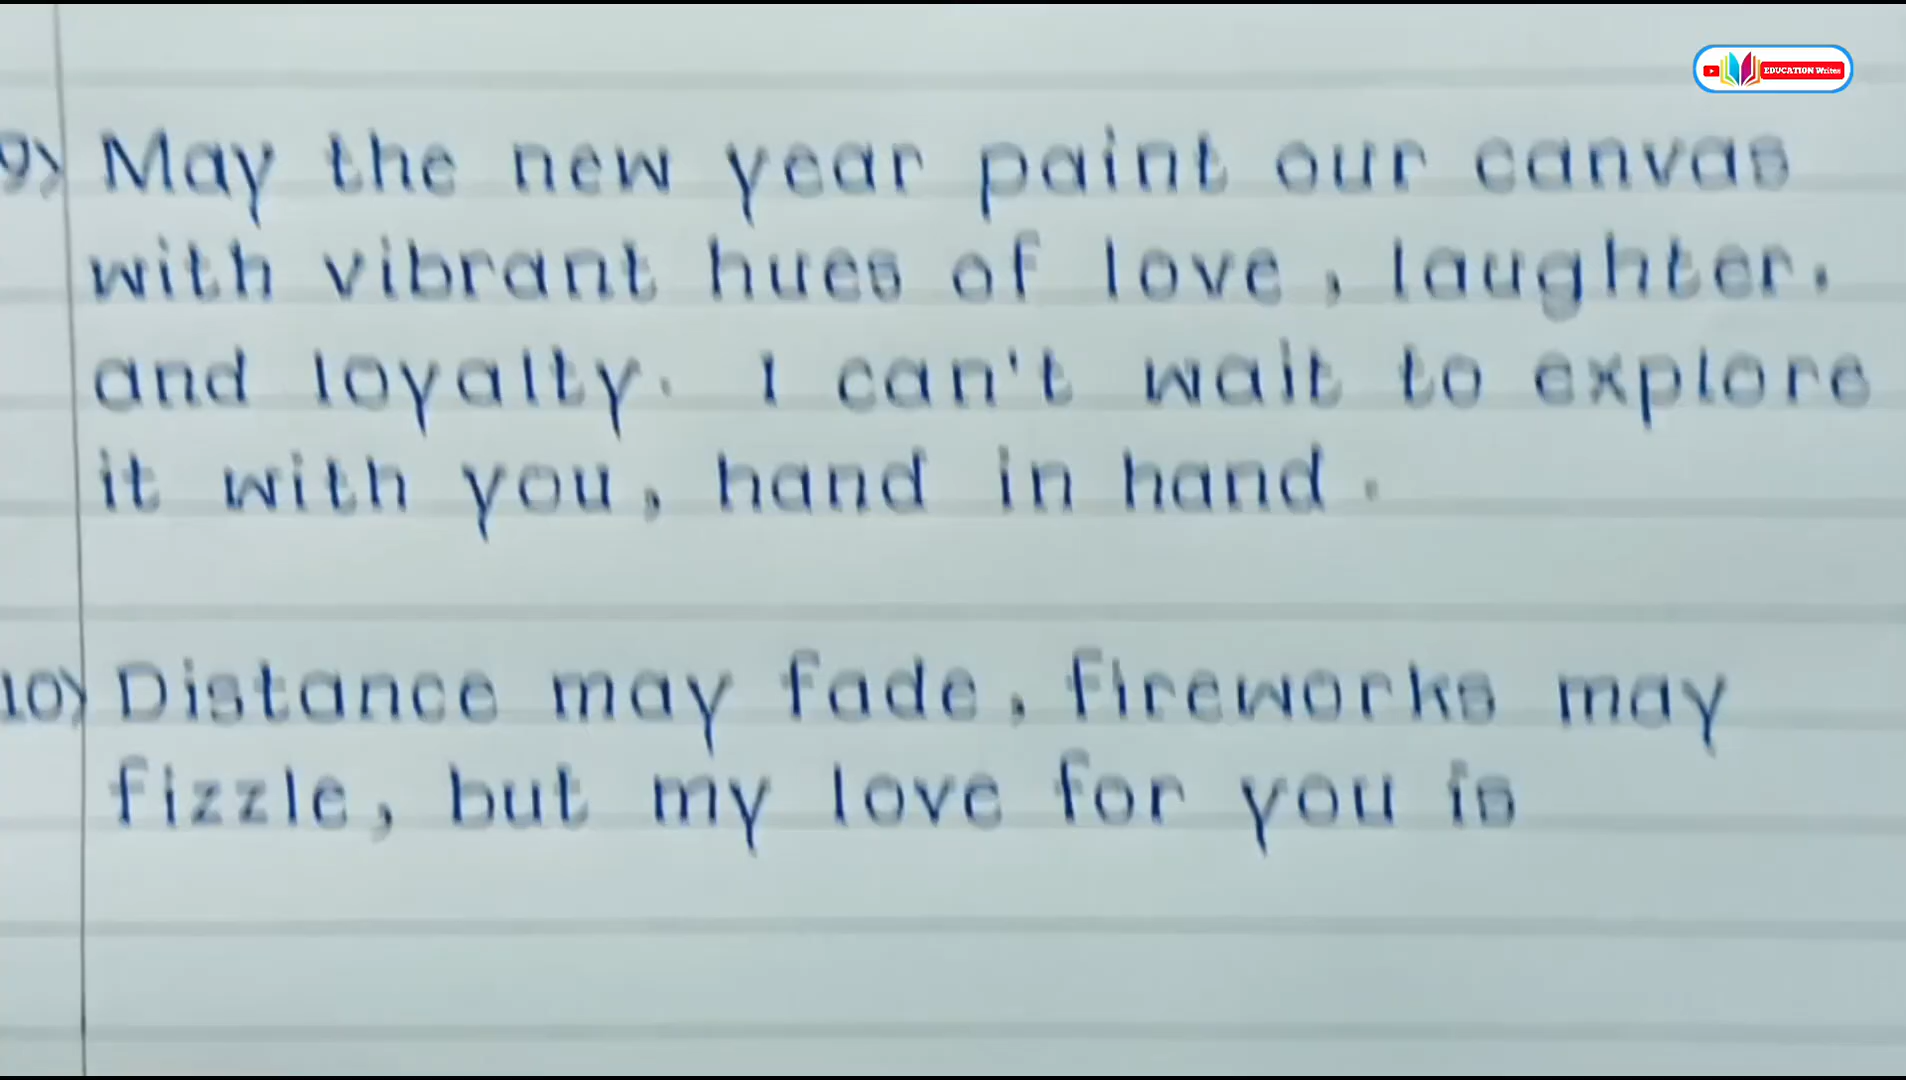 EDUCATION Writes
9) May the new year paint our canvas
with vibrant hues of love, laughter,
and loyalty. I can't wait to explore
it with you, hand in hand.
10) Distance may fade, fireworks may
fizzle, but my love for you is